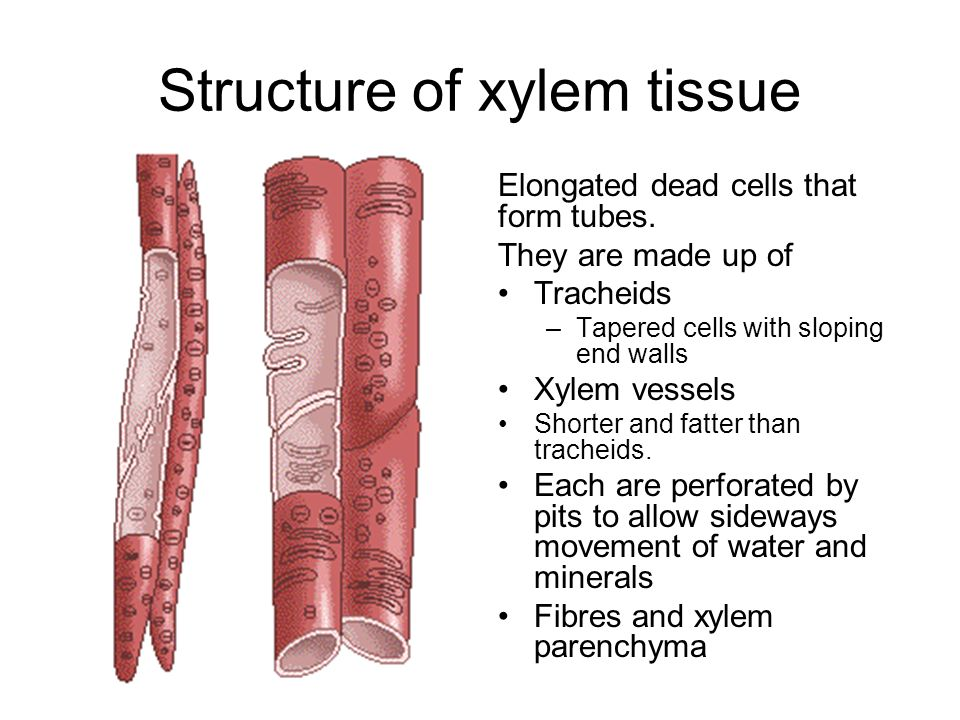 Structure of xylem tissue
Elongated dead cells that
form tubes.
They are made up of
• Tracheids
– Tapered cells with sloping
end walls
• Xylem vessels
• Shorter and fatter than
tracheids.
• Each are perforated by
pits to allow sideways
movement of water and
minerals
• Fibres and xylem
parenchyma